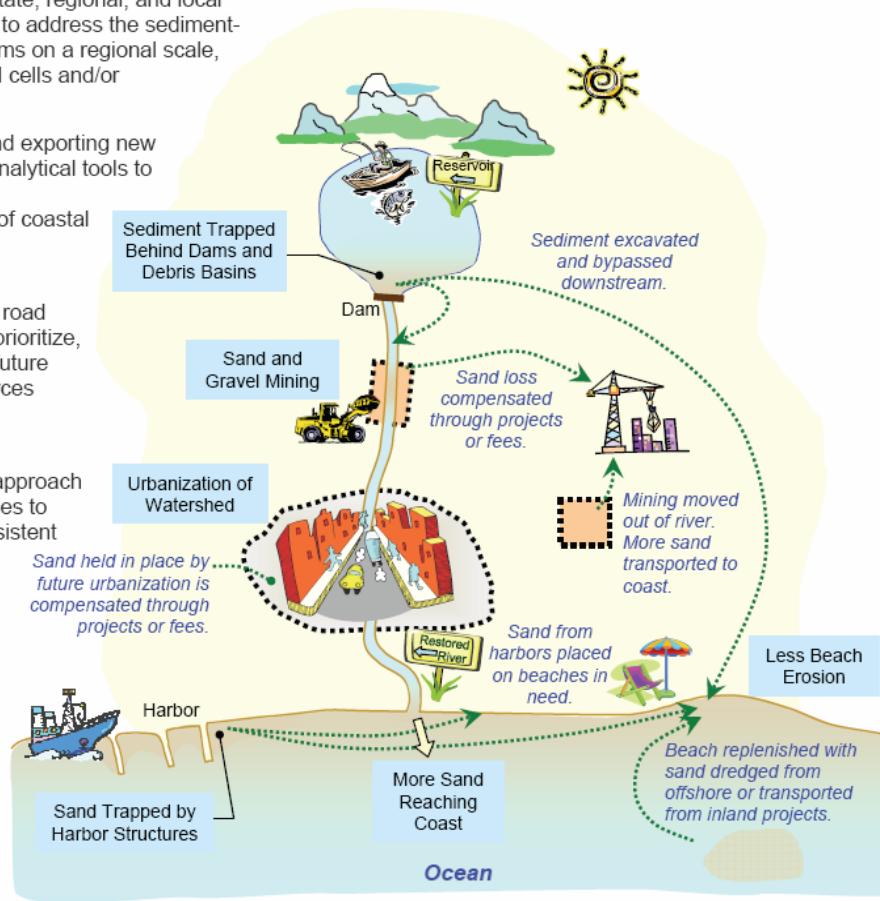 state, regional, and local
to address the sediment-
ms on a regional scale,
l cells and/or
nd exporting new
nalytical tools to
of coastal
road
prioritize,
future
rces
approach
es to
sistent
Reservoir
Sediment Trapped
Behind Dams and
Debris Basins
Sediment excavated
and bypassed
downstream.
Dam
Sand and
Gravel Mining
Sand loss
compensated
through projects
or fees.
Urbanization of
Watershed
Mining moved
out of river.
More sand
transported to
coast.
Sand held in place by
future urbanization is
compensated through
projects or fees.
Restored
River
Sand from
harbors placed
on beaches in
need.
Less Beach
Erosion
Harbor
Beach replenished with
sand dredged from
offshore or transported
from inland projects.
More Sand
Reaching
Coast
Sand Trapped by
Harbor Structures
Ocean